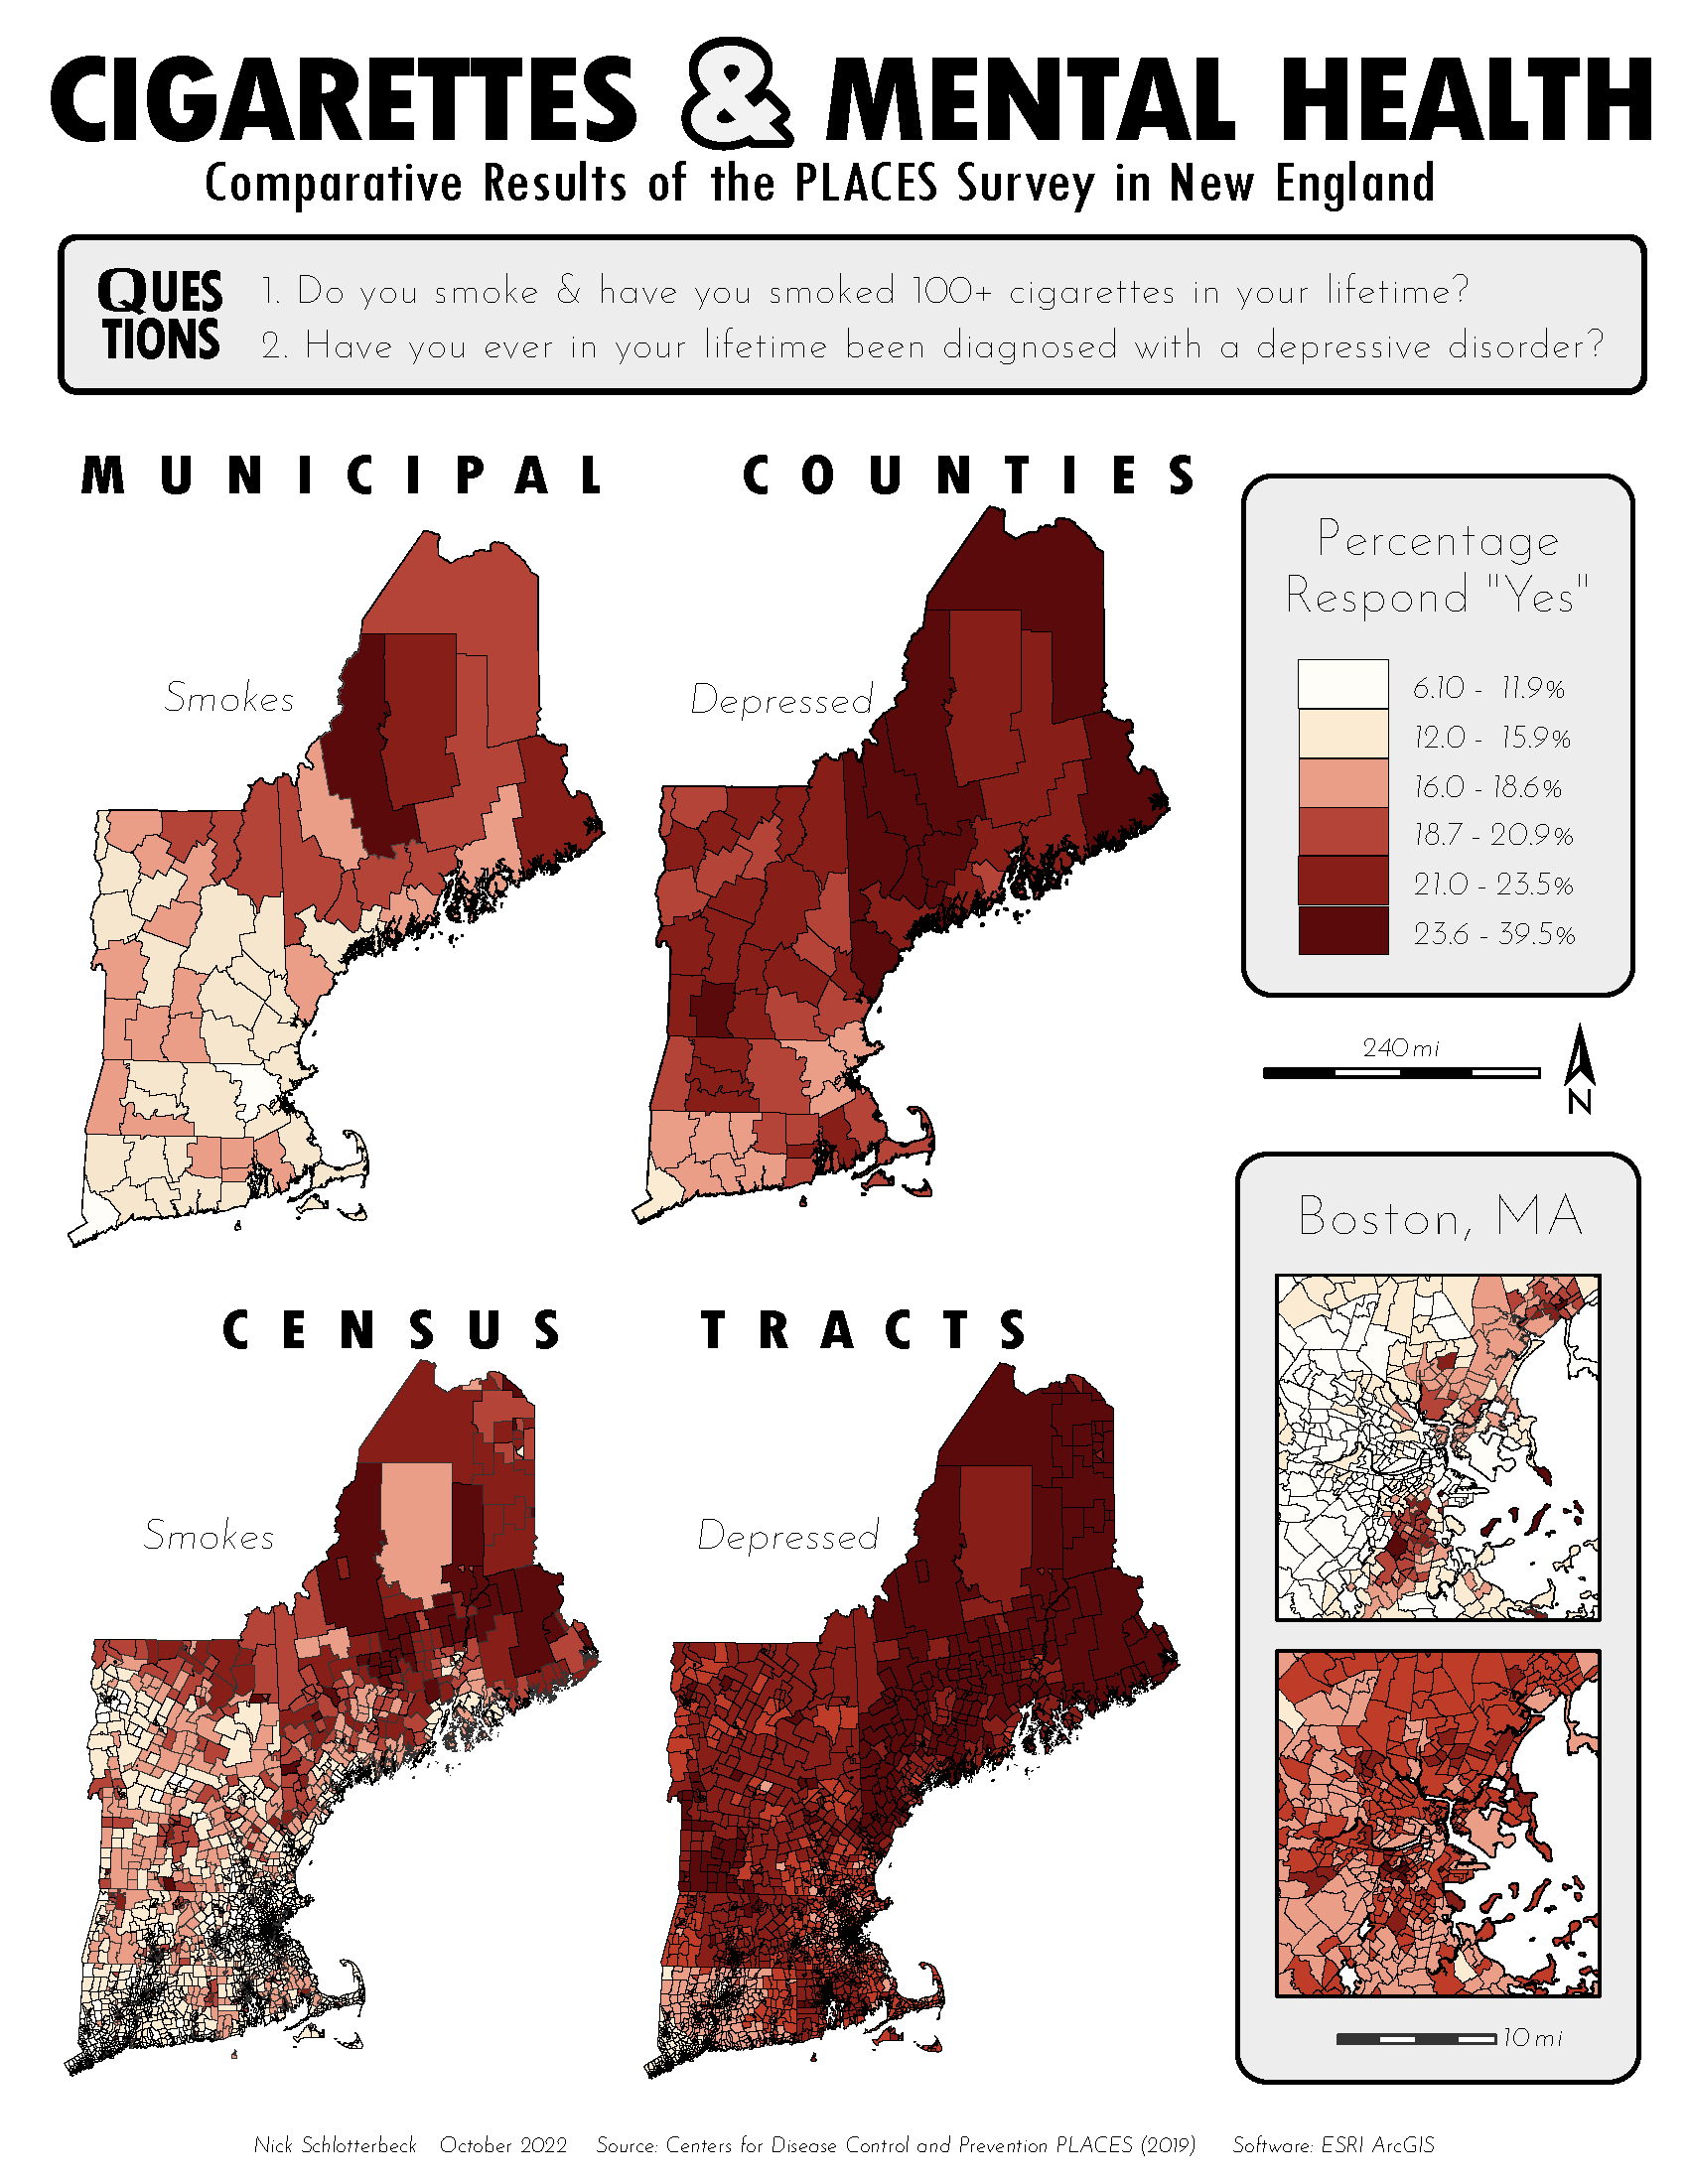 CIGARETTES & MENTAL HEALTH
Comparative Results of the PLACES Survey in New England
QUES
TIONS
1. Do you smoke & have you smoked 100+ cigarettes in your lifetime?
2. Have you ever in your lifetime been diagnosed with a depressive disorder?
MUNICIPAL COUNTIES
Smokes
Depressed
Percentage
Respond "Yes"
6.10 - 11.9%
12.0 - 15.9%
16.0 - 18.6%
18.7 - 20.9%
21.0 - 23.5%
23.6 - 39.5%
240 mi
N
CENSUS TRACTS
Smokes
Depressed
Boston, MA
10 mi
Nick Schlotterbeck October 2022 Source: Centers for Disease Control and Prevention PLACES (2019) Software: ESRI ArcGIS